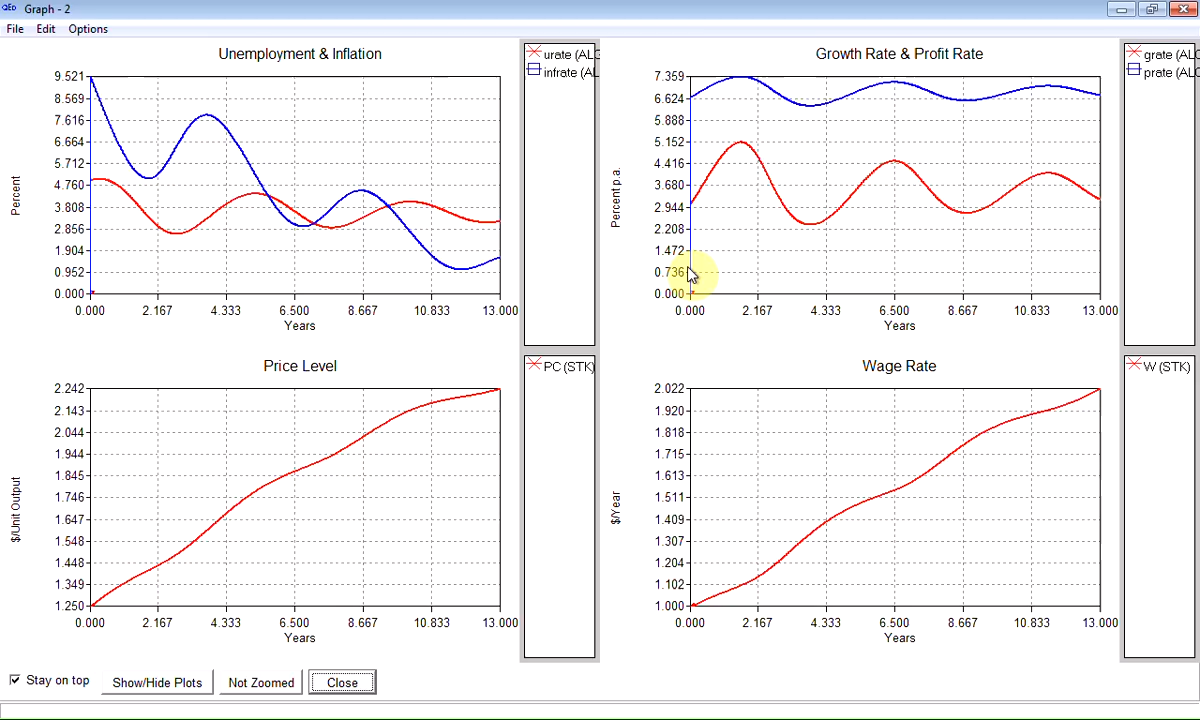 QED Graph - 2
File Edit Options
Unemployment & Inflation
9.521
8.569
7.616
6.664
5.712
4.760
3.808
2.856
1.904
0.952
0.000
Percent
0.000 2.167 4.333 6.500 8.667 10.833 13.000
Years
urate (ALG
infrate (AL
Growth Rate & Profit Rate
7.359
6.624
5.888
5.152
4.416
3.680
2.944
2.208
1.472
0.736
0.000
Percent p.a.
0.000 2.167 4.333 6.500 8.667 10.833 13.000
Years
grate (ALG
prate (ALG
Price Level
2.242
2.143
2.044
1.944
1.845
1.746
1.647
1.548
1.448
1.349
1.250
$/Unit Output
0.000 2.167 4.333 6.500 8.667 10.833 13.000
Years
PC (STK)
Wage Rate
2.022
1.920
1.818
1.715
1.613
1.511
1.409
1.307
1.204
1.102
1.000
$/Year
0.000 2.167 4.333 6.500 8.667 10.833 13.000
Years
W (STK)
Stay on top Show/Hide Plots Not Zoomed Close